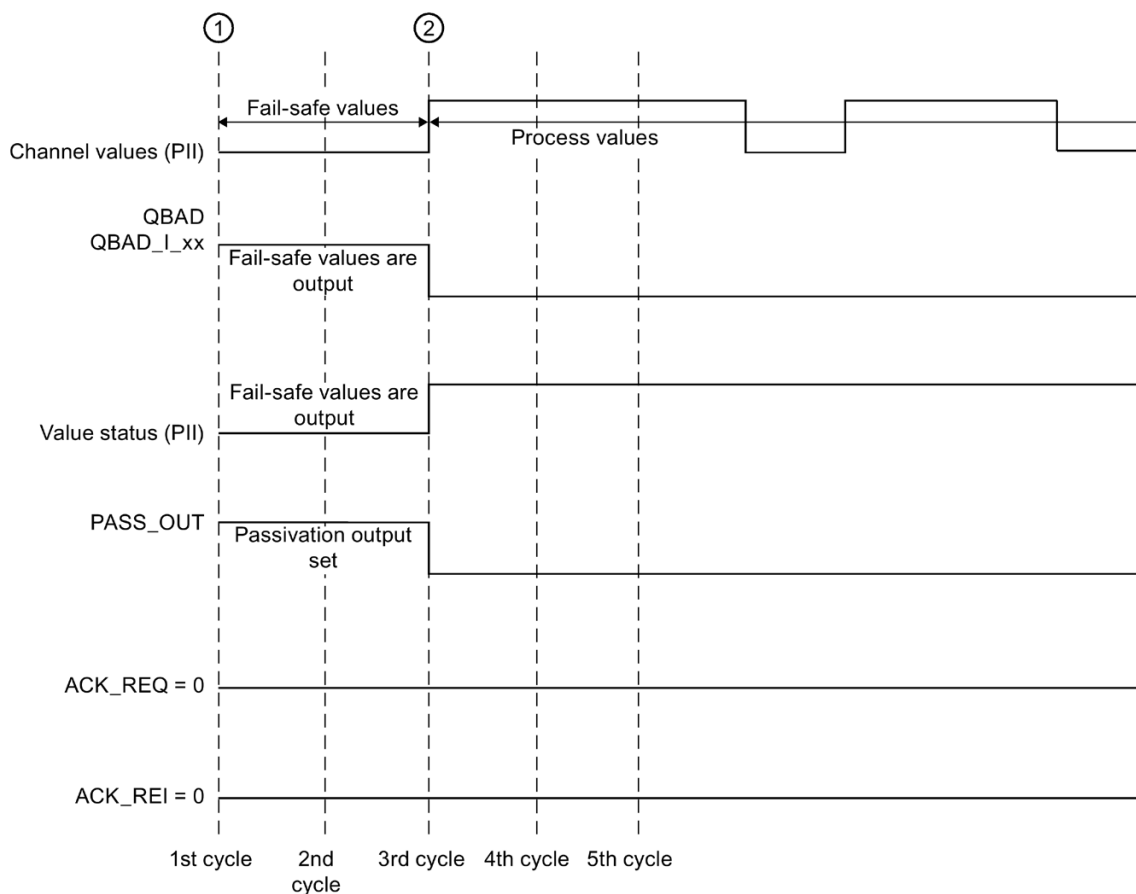 1
2
Fail-safe values
Process values
Channel values (PII)
QBAD
QBAD_I_xx
Fail-safe values are
output
Fail-safe values are
output
Value status (PII)
PASS_OUT
Passivation output
set
ACK_REQ = 0
ACK_REI = 0
1st cycle
2nd
cycle
3rd cycle
4th cycle
5th cycle